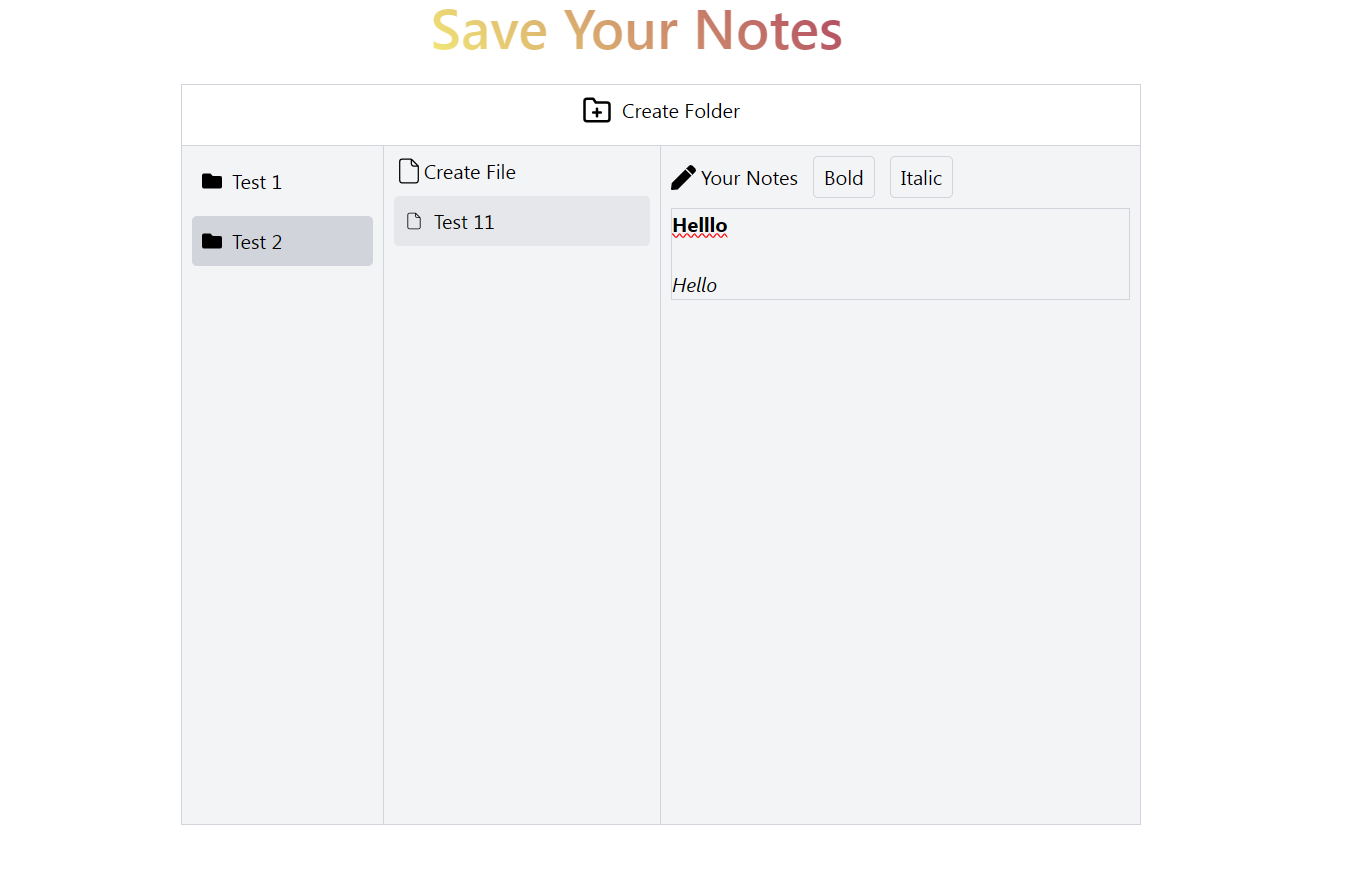 Save Your Notes
Create Folder
Test 1
Test 2
Create File
Test 11
Your Notes Bold Italic
Helllo
Hello